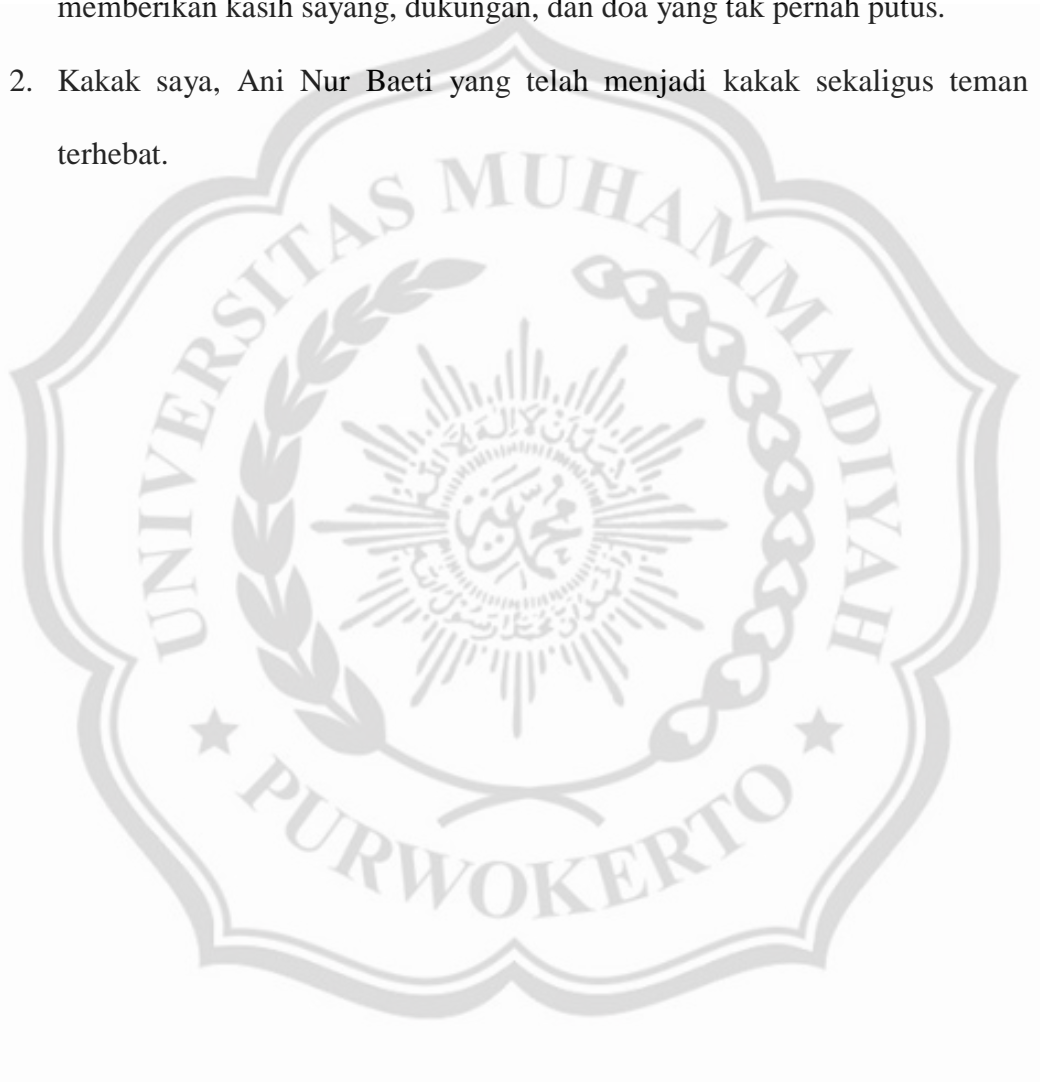 memberikan kasih sayang, dukungan, dan doa yang tak pernah putus.
2. Kakak saya, Ani Nur Baeti yang telah menjadi kakak sekaligus teman
terhebat.
UNIVERSITAS MUHAMMADIYAH
PURWOKERTO
محمد